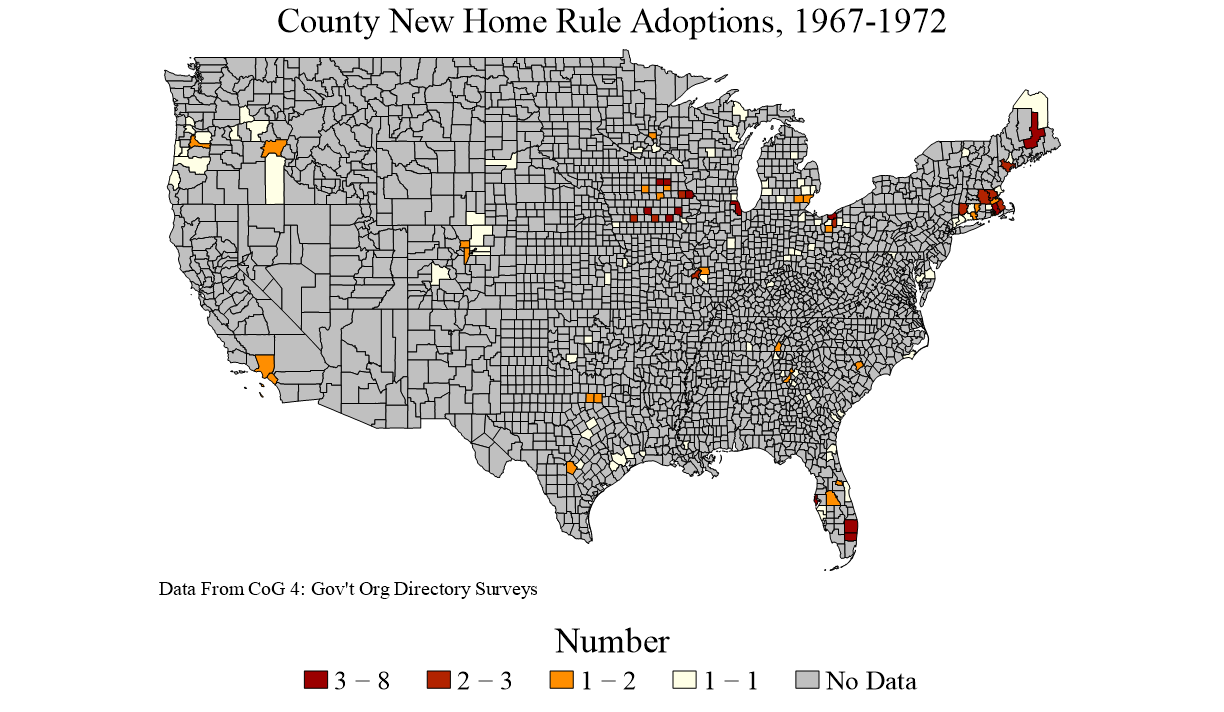 County New Home Rule Adoptions, 1967-1972
Data From CoG 4: Gov't Org Directory Surveys
Number
3 − 8 2 − 3 1 − 2 1 − 1 No Data